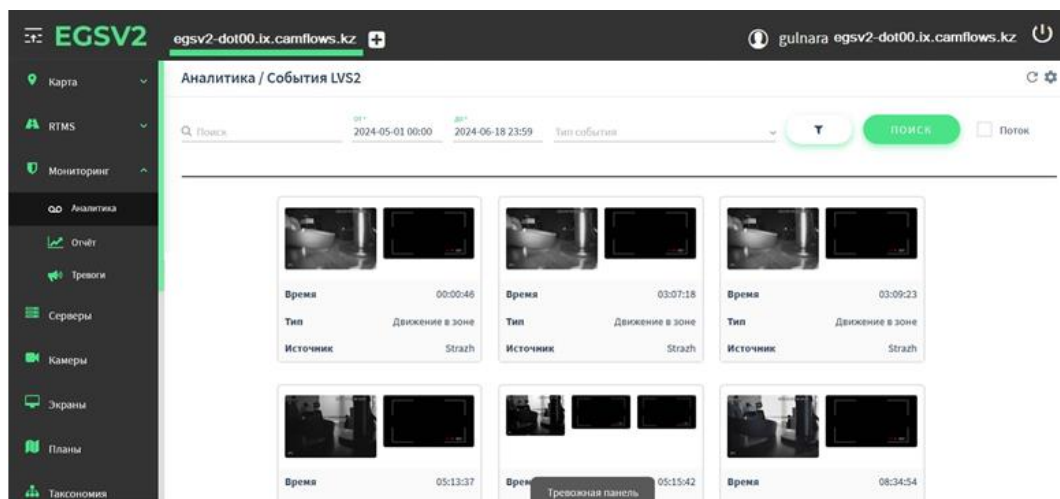 EGSV2
egsv2-dot00.ix.camflows.kz
gulnara egsv2-dot00.ix.camflows.kz
Карта
RTMS
Мониторинг
Аналитика
Отчёт
Тревоги
Серверы
Камеры
Экраны
Планы
Таксономия
Аналитика / События LVS2
Поиск
от*
2024-05-01 00:00
до*
2024-06-18 23:59
Тип события
ПОИСК
Поток
Время 00:00:46
Тип Движение в зоне
Источник Strazh
Время 03:07:18
Тип Движение в зоне
Источник Strazh
Время 03:09:23
Тип Движение в зоне
Источник Strazh
Время 05:13:37
Время 05:15:42
Время 08:34:54
Тревожная панель